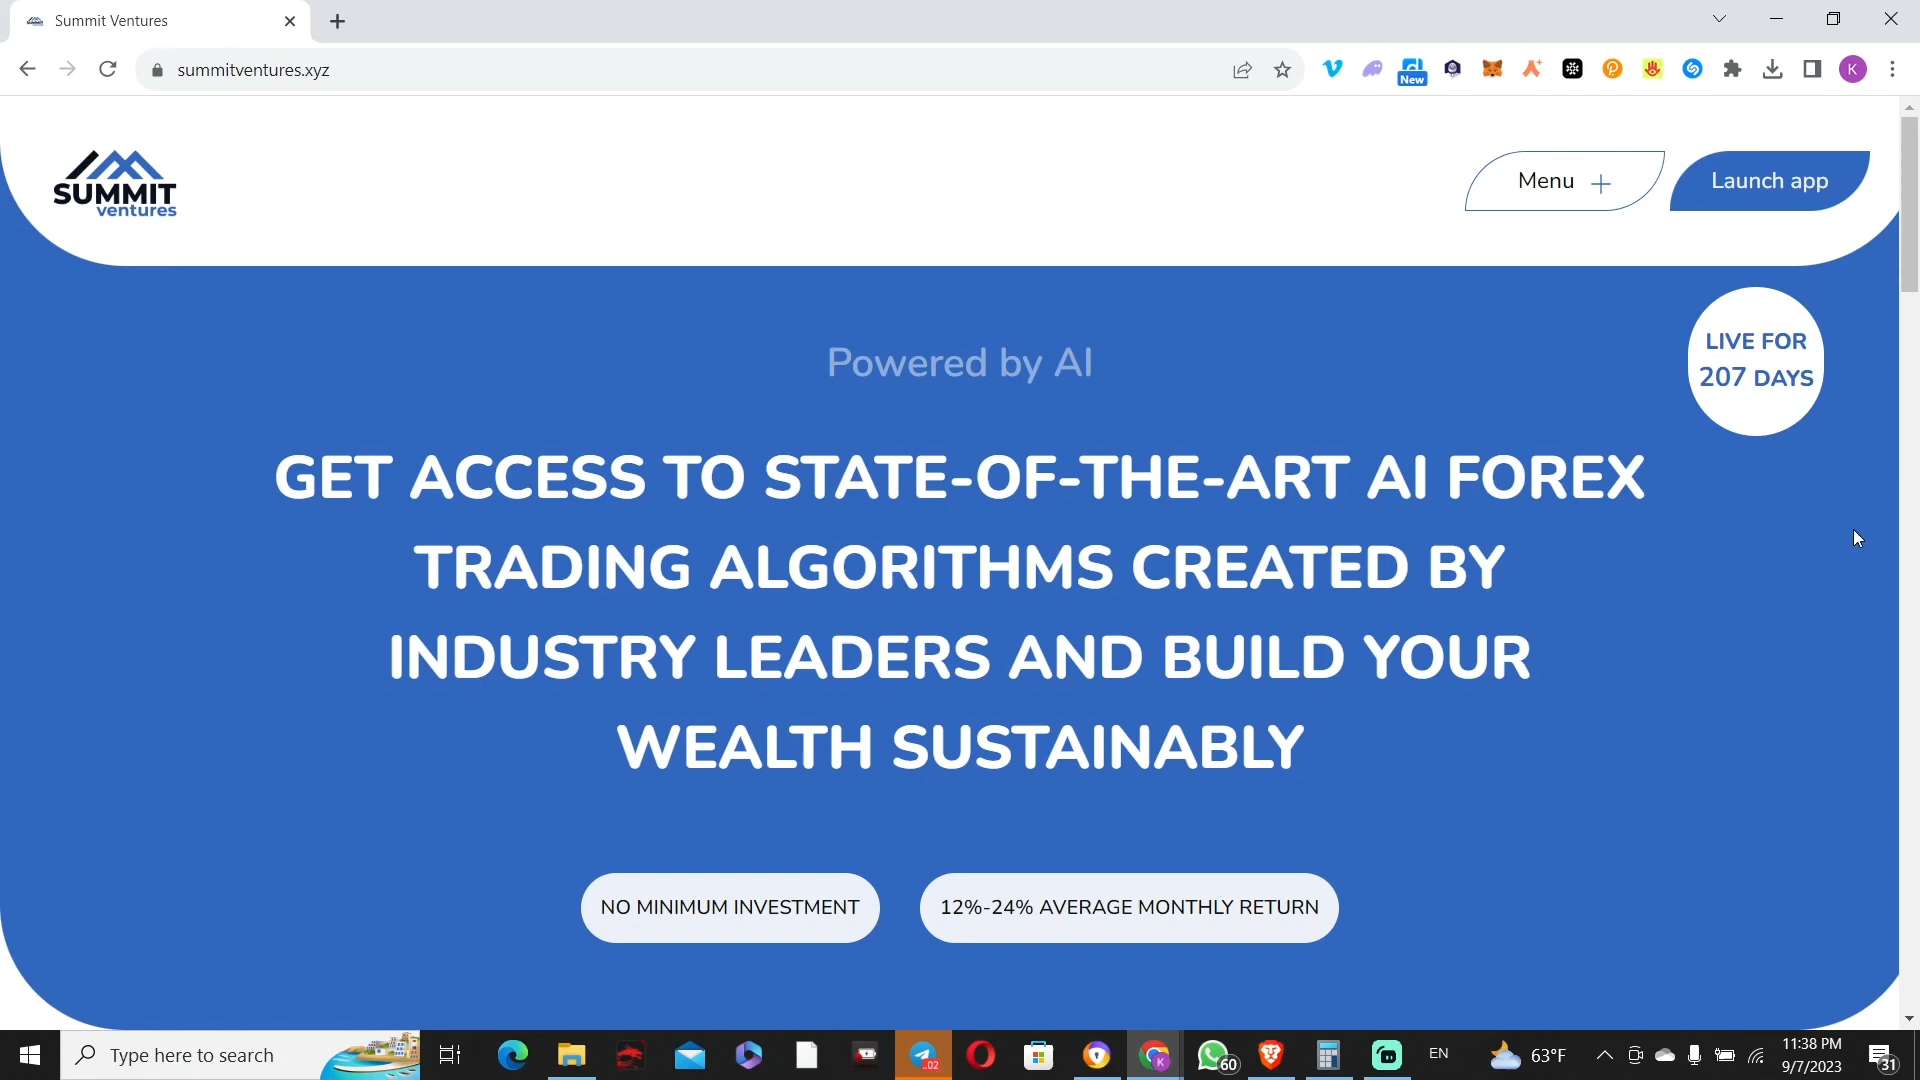 Summit Ventures
summitventures.xyz
New
K
SUMMIT
ventures
Menu
Launch app
LIVE FOR
207 DAYS
Powered by AI
GET ACCESS TO STATE-OF-THE-ART AI FOREX
TRADING ALGORITHMS CREATED BY
INDUSTRY LEADERS AND BUILD YOUR
WEALTH SUSTAINABLY
NO MINIMUM INVESTMENT
12%-24% AVERAGE MONTHLY RETURN
Type here to search
..02
K
60
EN
63°F
11:38 PM
9/7/2023
31